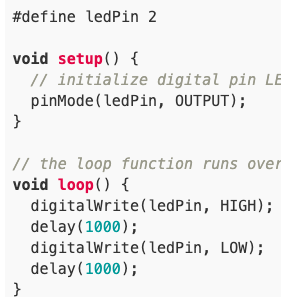 #define ledPin 2
void setup() {
// initialize digital pin LE
pinMode(ledPin, OUTPUT);
}
// the loop function runs over
void loop() {
digitalWrite(ledPin, HIGH);
delay(1000);
digitalWrite(ledPin, LOW);
delay(1000);
}